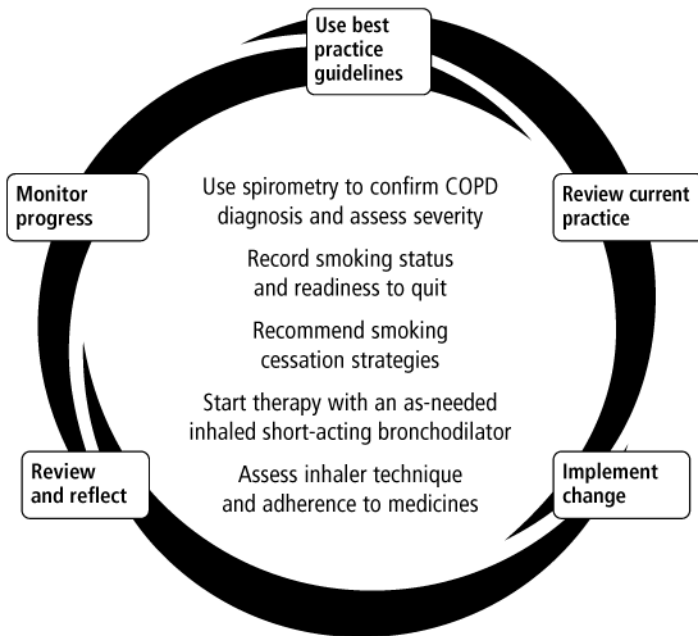 Use best
practice
guidelines
Monitor
progress
Review current
practice
Use spirometry to confirm COPD
diagnosis and assess severity
Record smoking status
and readiness to quit
Recommend smoking
cessation strategies
Start therapy with an as-needed
inhaled short-acting bronchodilator
Assess inhaler technique
and adherence to medicines
Review
and reflect
Implement
change